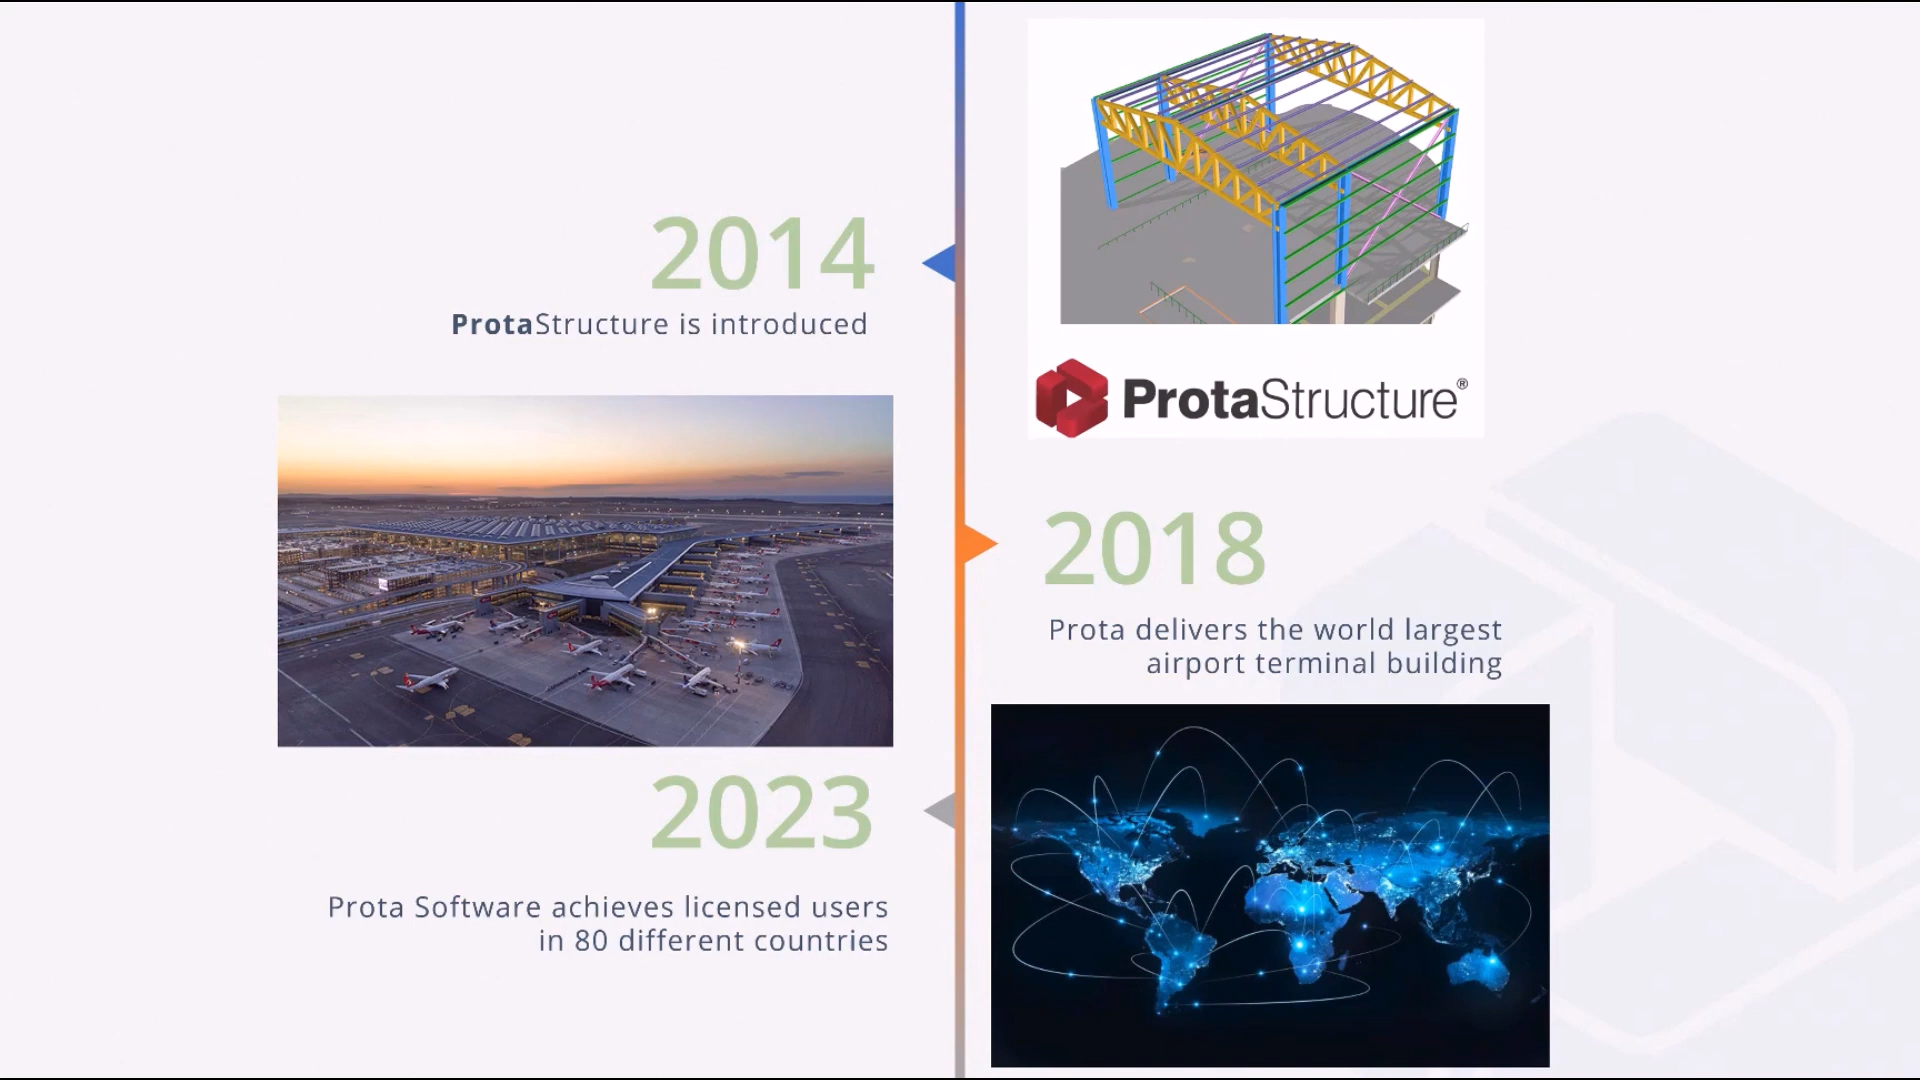 2014
ProtaStructure is introduced
ProtaStructure®
2018
Prota delivers the world largest
airport terminal building
2023
Prota Software achieves licensed users
in 80 different countries